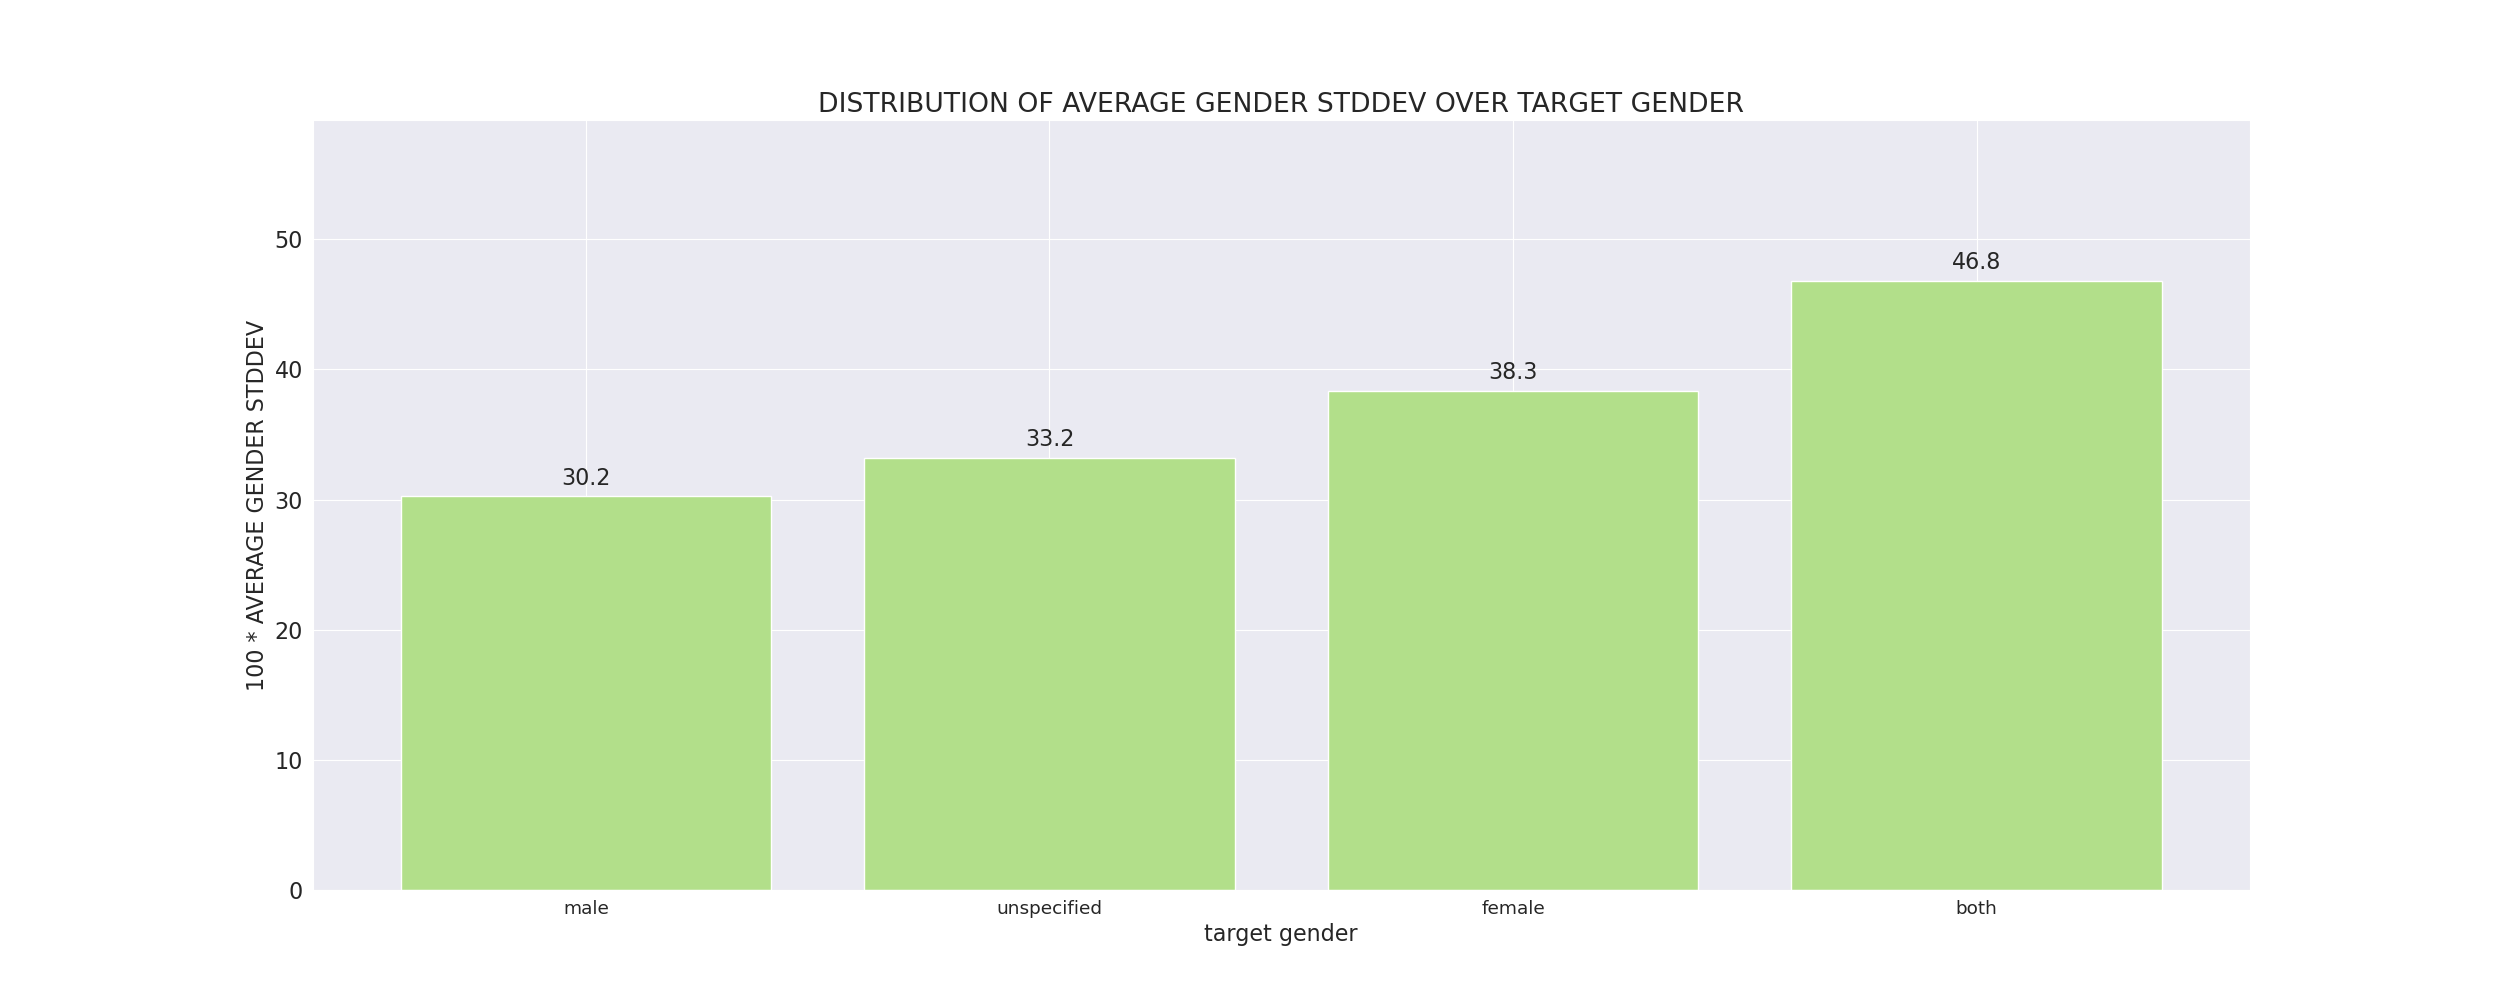 DISTRIBUTION OF AVERAGE GENDER STDDEV OVER TARGET GENDER
100 * AVERAGE GENDER STDDEV
50
40
30
20
10
0
30.2
33.2
38.3
46.8
male
unspecified
female
both
target gender